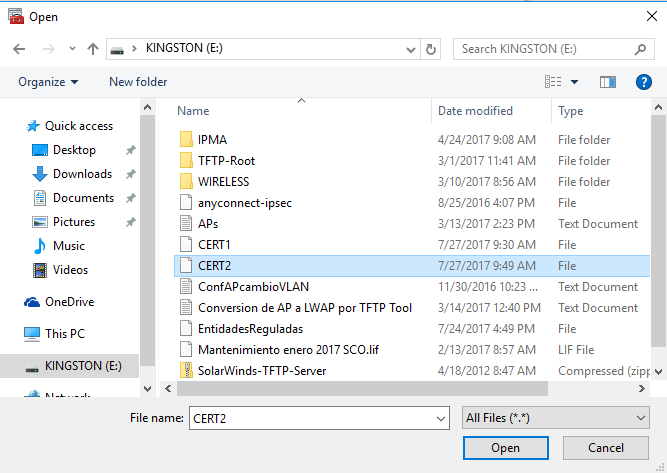 Open
KINGSTON (E:)
Search KINGSTON (E:)
Organize
New folder
?
Name Date modified Type
Quick access
Desktop
Downloads
Documents
Pictures
Music
Videos
OneDrive
This PC
KINGSTON (E:)
Network
IPMA 4/24/2017 9:08 AM File folder
TFTP-Root 3/1/2017 11:41 AM File folder
WIRELESS 3/10/2017 8:56 AM File folder
anyconnect-ipsec 8/25/2016 4:07 PM File
APs 3/13/2017 2:23 PM Text Document
CERT1 7/27/2017 9:30 AM File
CERT2 7/27/2017 9:49 AM File
ConfAPcambioVLAN 11/30/2016 10:23 ... Text Document
Conversion de AP a LWAP por TFTP Tool 3/14/2017 12:40 PM Text Document
EntidadesReguladas 7/24/2017 4:49 PM File
Mantenimiento enero 2017 SCO.lif 2/13/2017 8:57 AM LIF File
SolarWinds-TFTP-Server 4/18/2012 8:47 AM Compressed (zipp
File name: CERT2 All Files (*.*)
Open Cancel